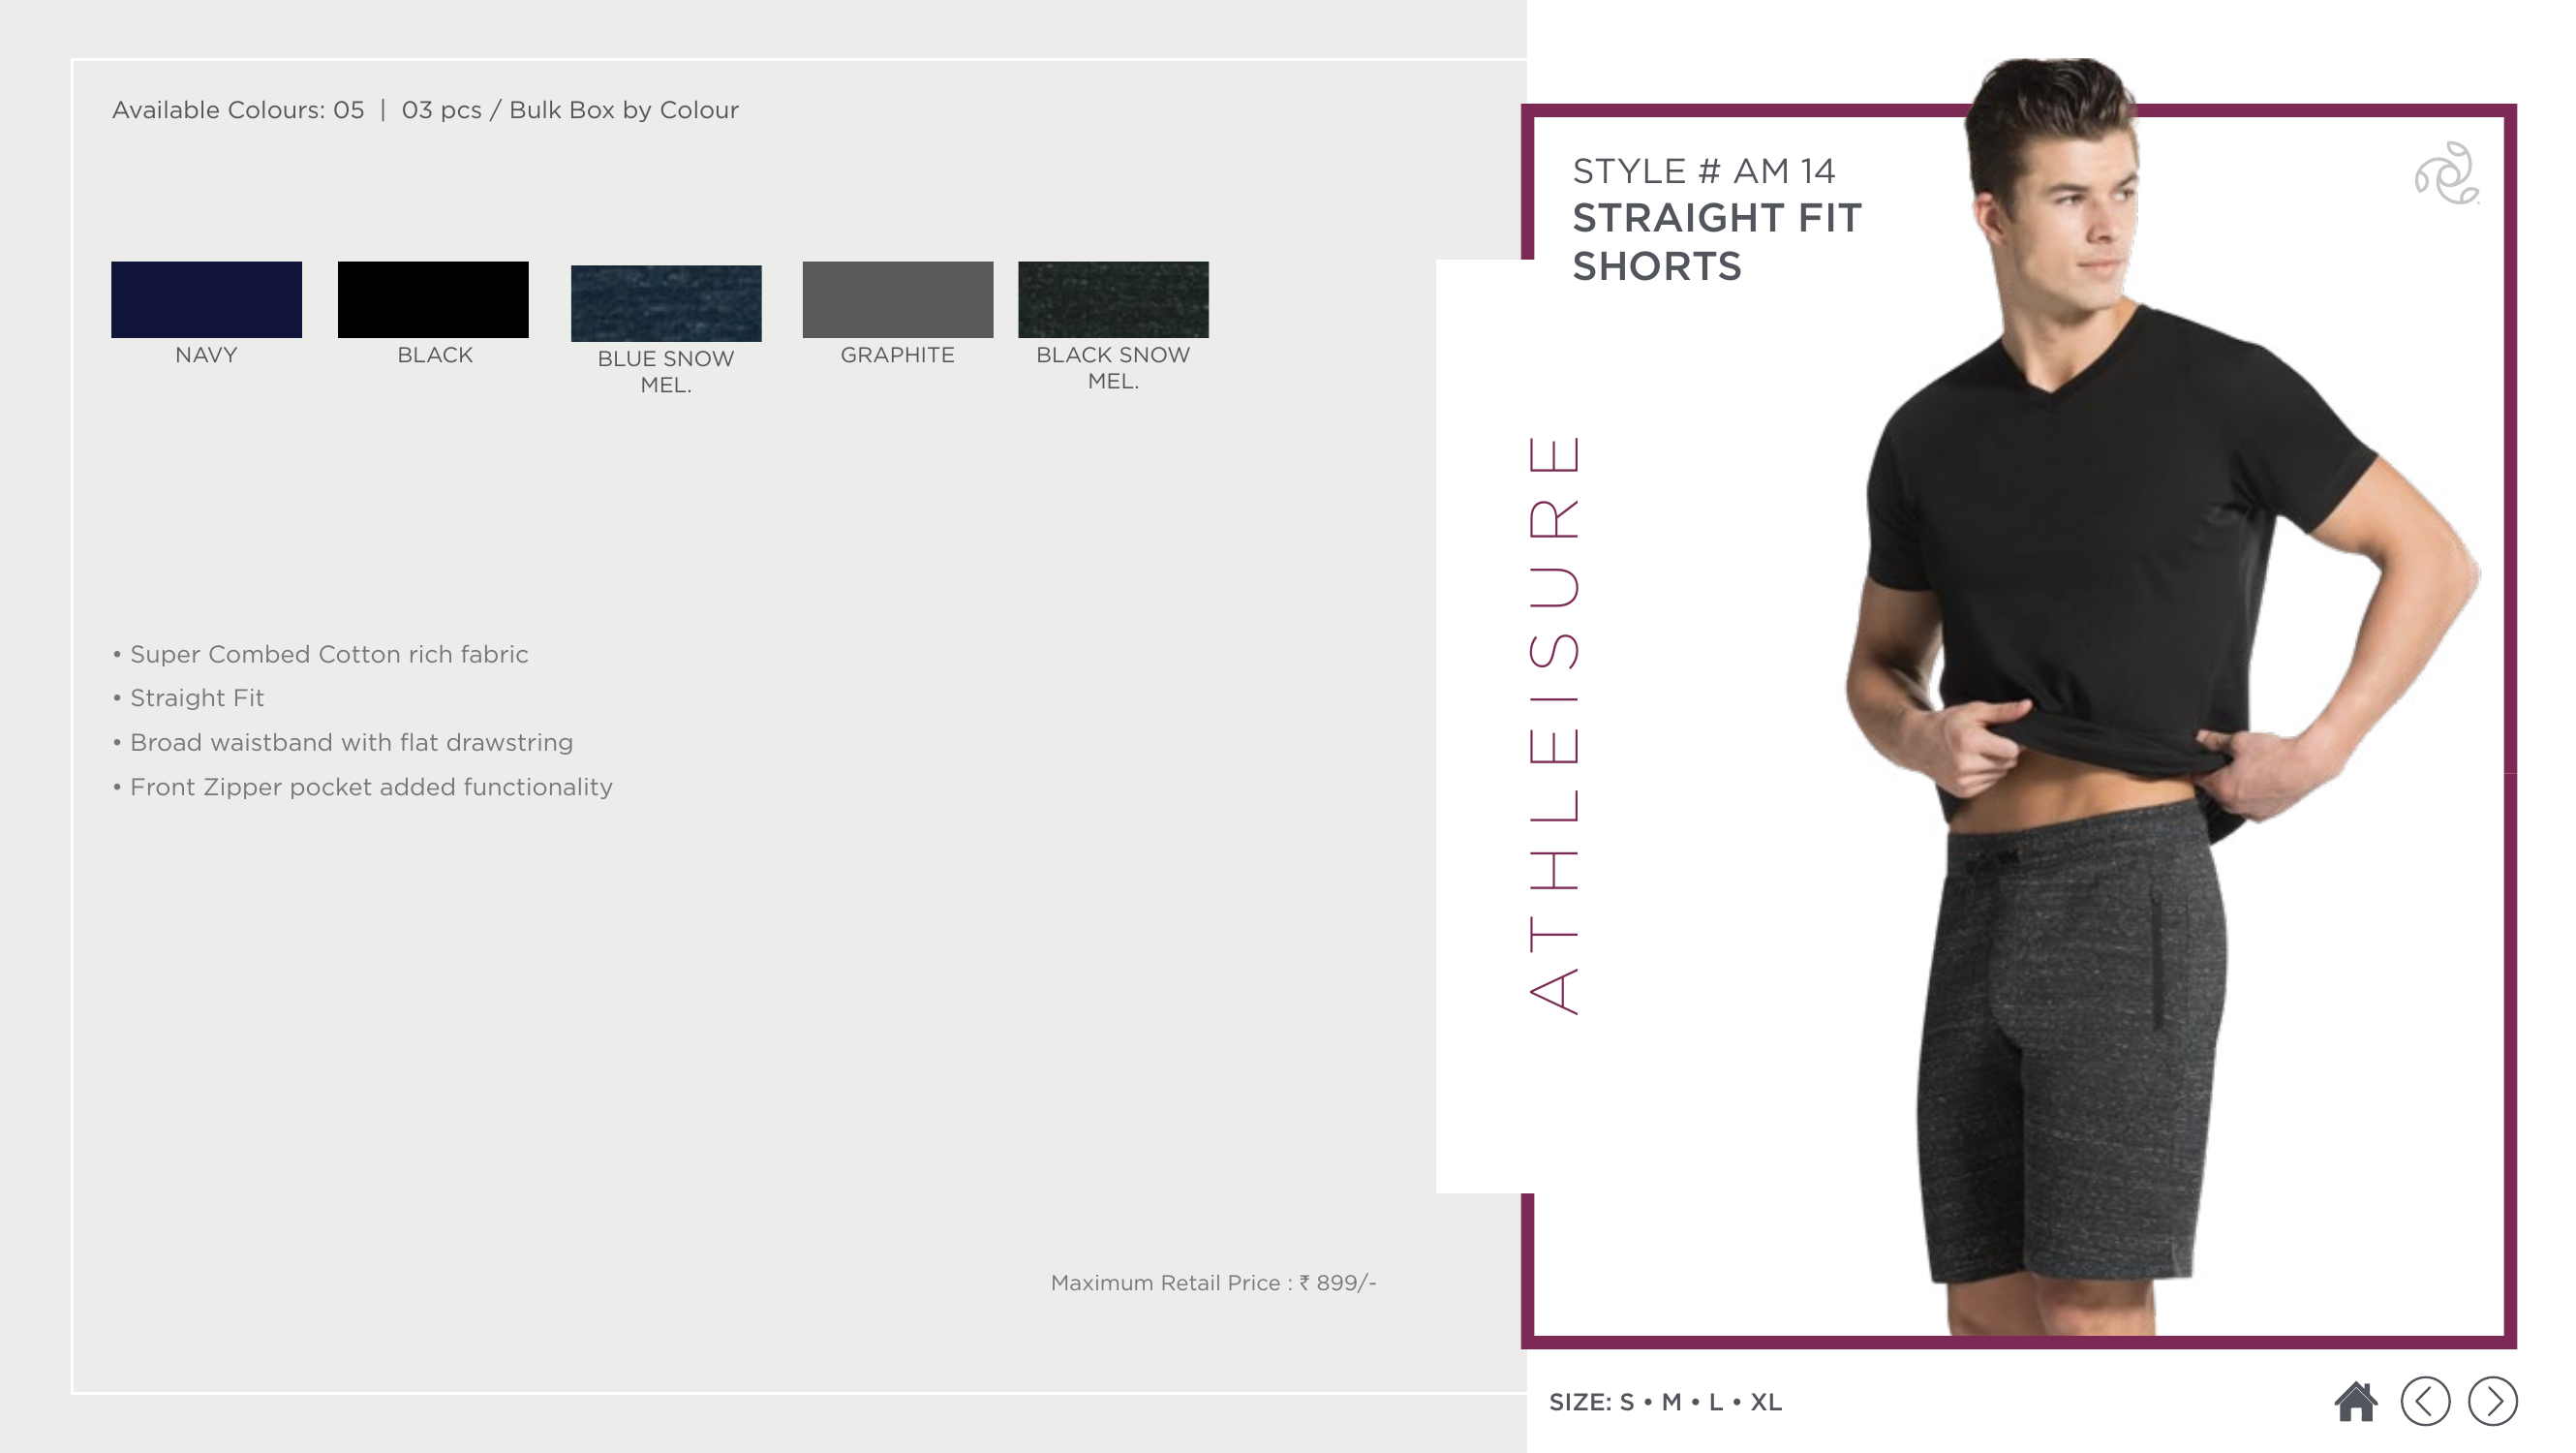 Available Colours: 05 | 03 pcs / Bulk Box by Colour
NAVY
BLACK
BLUE SNOW
MEL.
GRAPHITE
BLACK SNOW
MEL.
• Super Combed Cotton rich fabric
• Straight Fit
• Broad waistband with flat drawstring
• Front Zipper pocket added functionality
Maximum Retail Price : ₹ 899/-
STYLE # AM 14
STRAIGHT FIT
SHORTS
ATHLEISURE
SIZE: S • M • L • XL